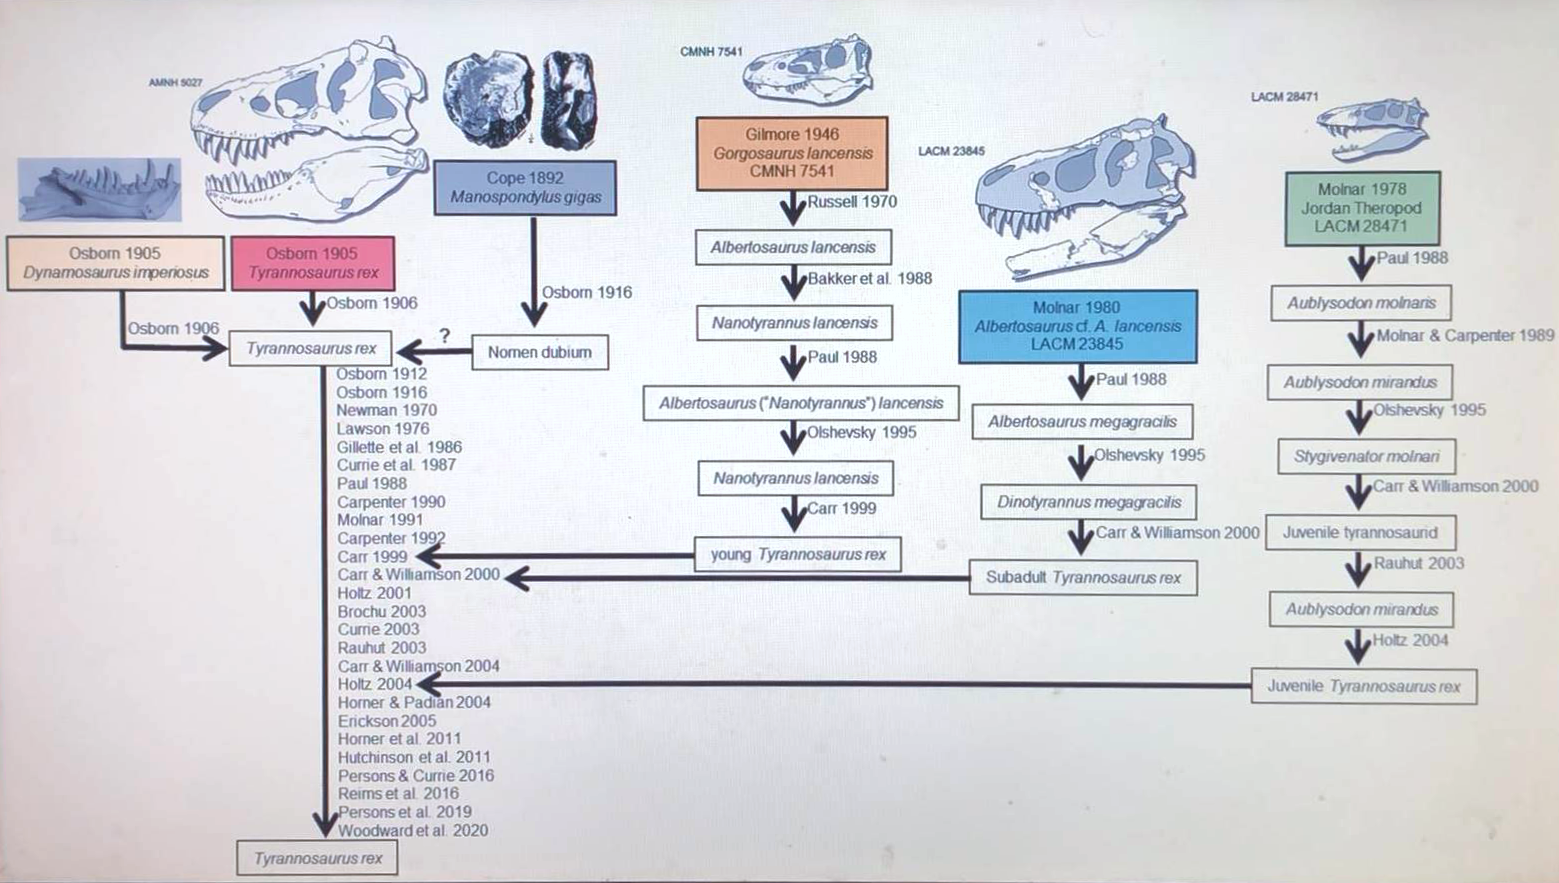 AMNH 5027
CMNH 7541
LACM 23845
LACM 28471
Osborn 1905
Dynamosaurus imperiosus
Osborn 1905
Tyrannosaurus rex
Cope 1892
Manospondylus gigas
Gilmore 1946
Gorgosaurus lancensis
CMNH 7541
Molnar 1980
Albertosaurus cf. A. lancensis
LACM 23845
Molnar 1978
Jordan Theropod
LACM 28471
Osborn 1906
Osborn 1906
Osborn 1916
Tyrannosaurus rex
?
Nomen dubium
Osborn 1912
Osborn 1916
Newman 1970
Lawson 1976
Gillette et al. 1986
Currie et al. 1987
Paul 1988
Carpenter 1990
Molnar 1991
Carpenter 1992
Carr 1999
Carr & Williamson 2000
Holtz 2001
Brochu 2003
Currie 2003
Rauhut 2003
Carr & Williamson 2004
Holtz 2004
Horner & Padian 2004
Erickson 2005
Horner et al. 2011
Hutchinson et al. 2011
Persons & Currie 2016
Reims et al. 2016
Persons et al. 2019
Woodward et al. 2020
Tyrannosaurus rex
Russell 1970
Albertosaurus lancensis
Bakker et al. 1988
Nanotyrannus lancensis
Paul 1988
Albertosaurus ("Nanotyrannus") lancensis
Olshevsky 1995
Nanotyrannus lancensis
Carr 1999
young Tyrannosaurus rex
Paul 1988
Albertosaurus megagracilis
Olshevsky 1995
Dinotyrannus megagracilis
Carr & Williamson 2000
Subadult Tyrannosaurus rex
Paul 1988
Aublysodon molnaris
Molnar & Carpenter 1989
Aublysodon mirandus
Olshevsky 1995
Stygivenator molnari
Carr & Williamson 2000
Juvenile tyrannosaurid
Rauhut 2003
Aublysodon mirandus
Holtz 2004
Juvenile Tyrannosaurus rex